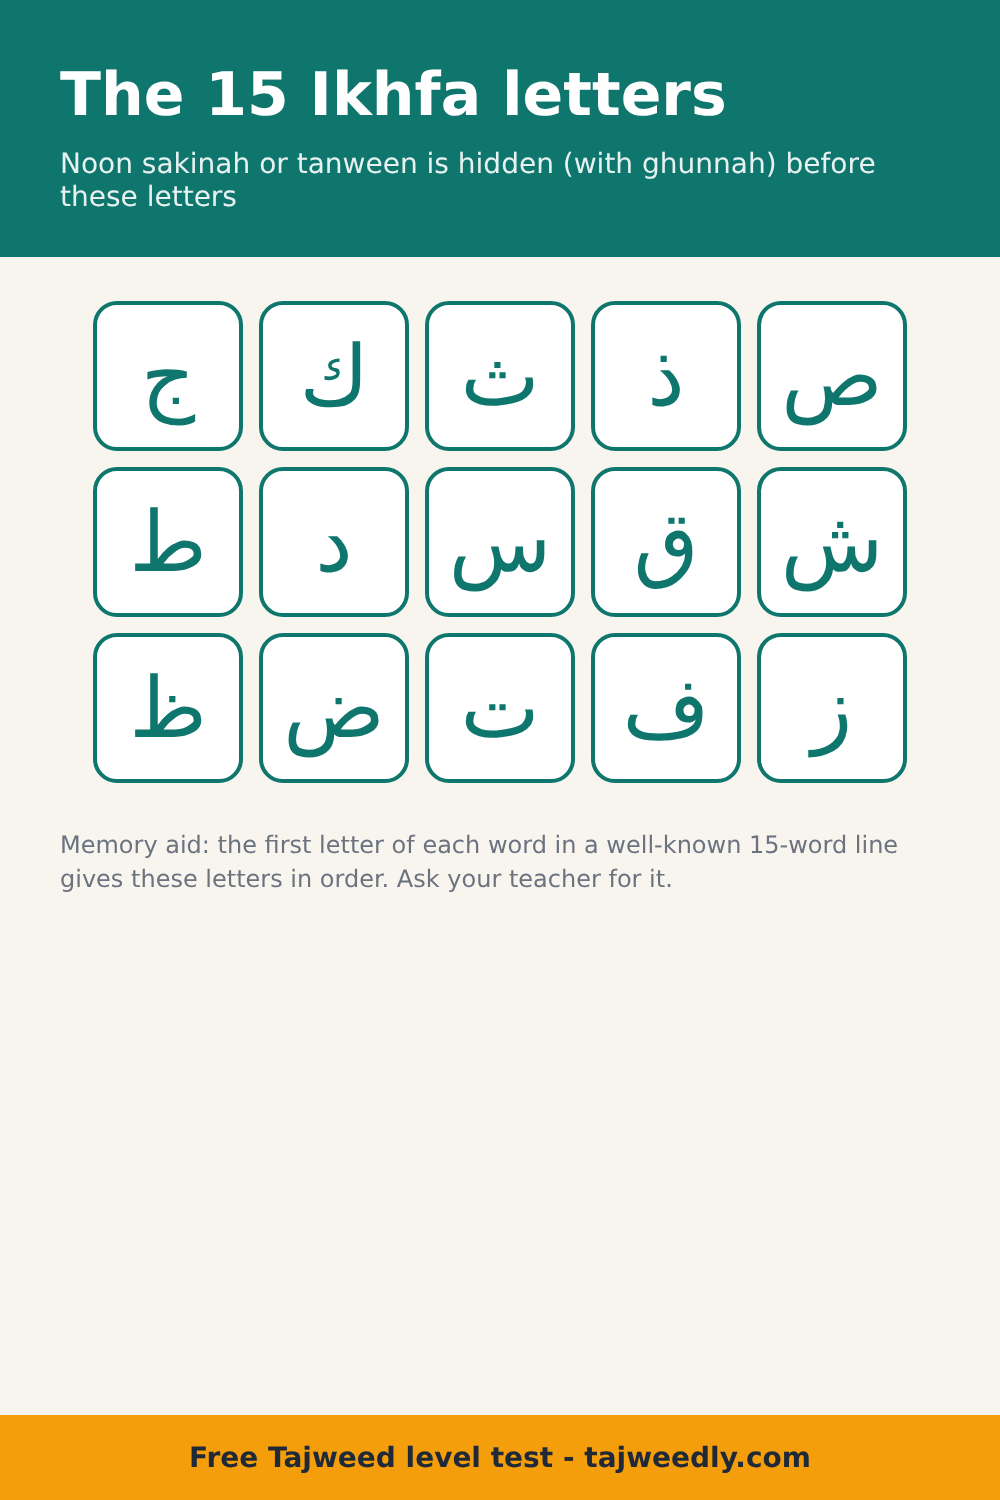 The 15 Ikhfa letters
Noon sakinah or tanween is hidden (with ghunnah) before
these letters
ص ذ ث ك ج
ش ق س د ط
ز ف ت ض ظ
Memory aid: the first letter of each word in a well-known 15-word line
gives these letters in order. Ask your teacher for it.
Free Tajweed level test - tajweedly.com